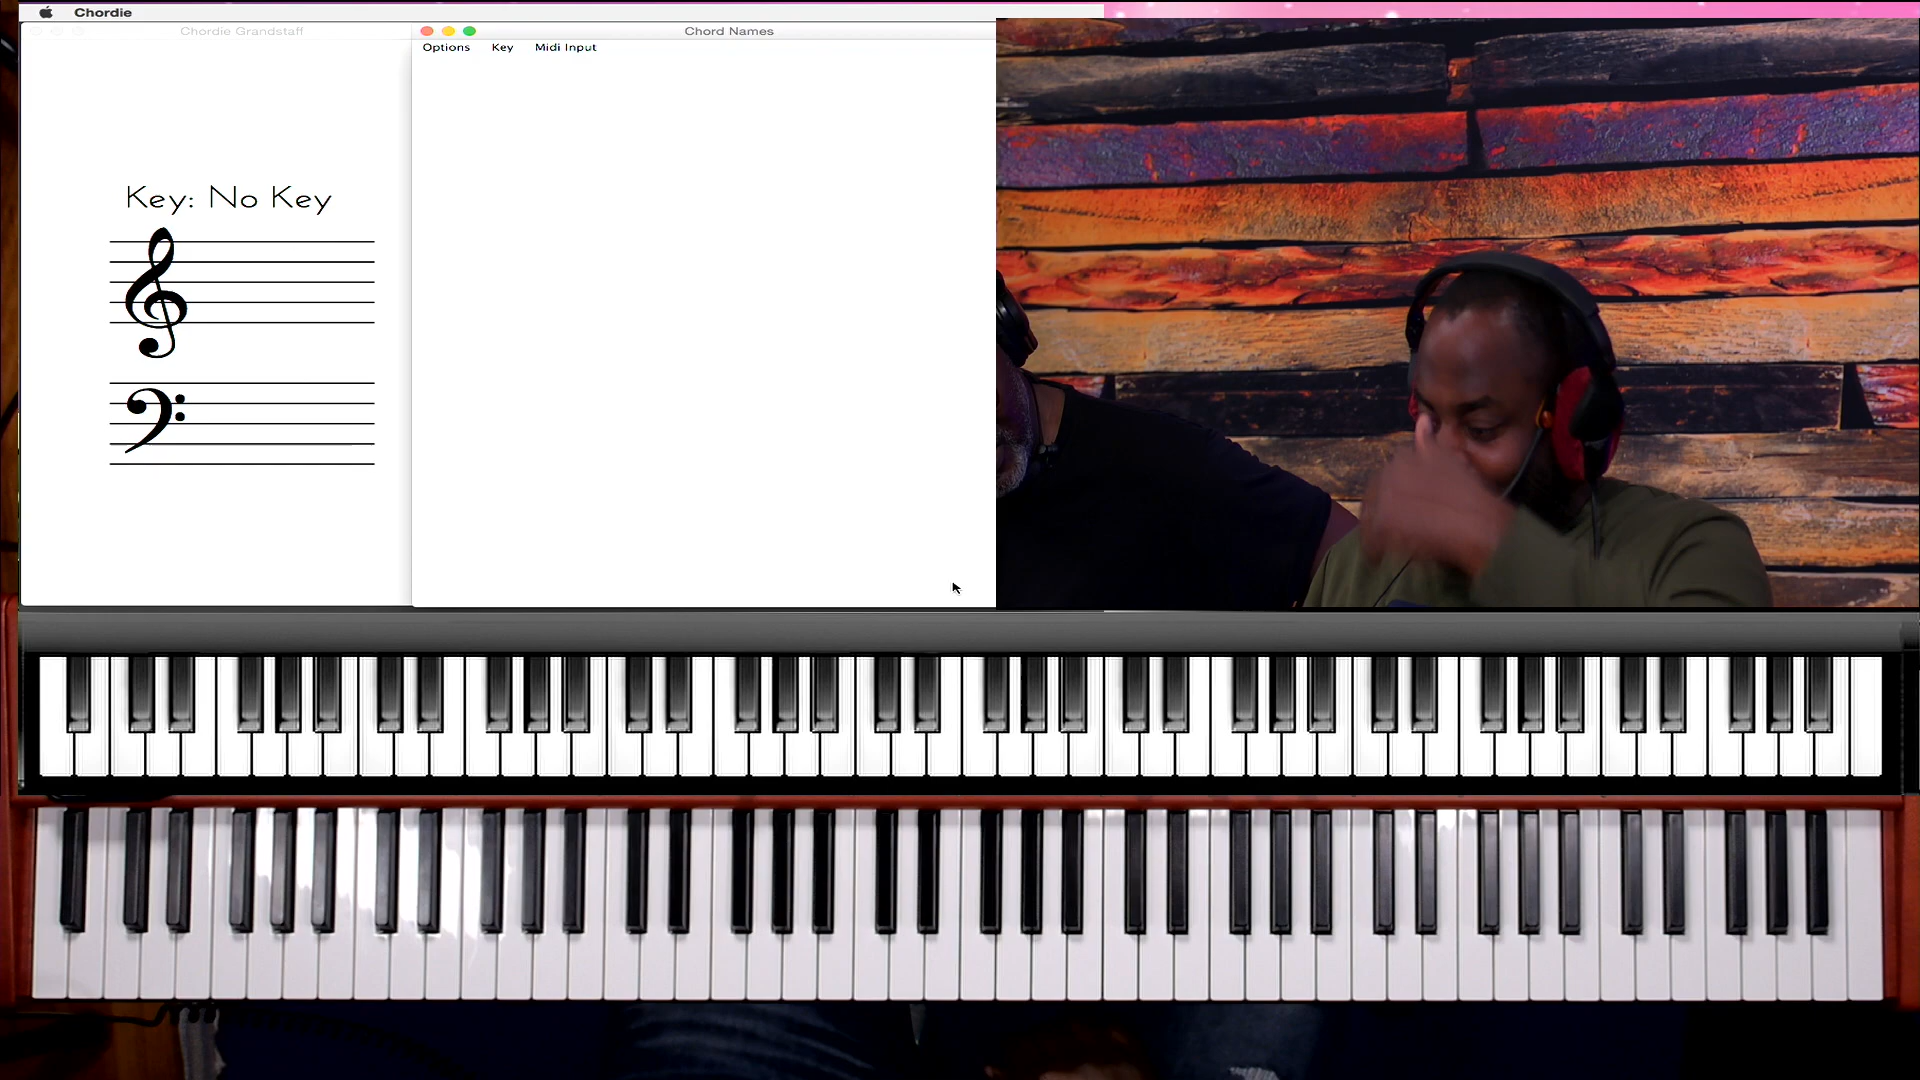 Chordie
Chordie Grandstaff
Chord Names
Options Key Midi Input
Key: No Key